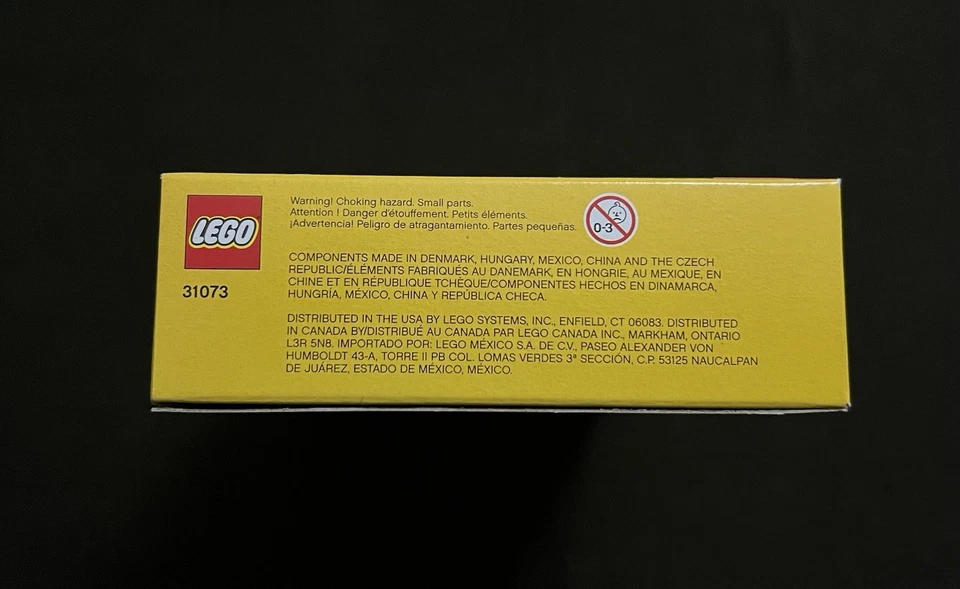 LEGO
31073
Warning! Choking hazard. Small parts.
Attention ! Danger d'étouffement. Petits éléments.
¡Advertencia! Peligro de atragantamiento. Partes pequeñas.
0-3
COMPONENTS MADE IN DENMARK, HUNGARY, MEXICO, CHINA AND THE CZECH
REPUBLIC/ÉLÉMENTS FABRIQUÉS AU DANEMARK, EN HONGRIE, AU MEXIQUE, EN
CHINE ET EN RÉPUBLIQUE TCHÈQUE/COMPONENTES HECHOS EN DINAMARCA,
HUNGRÍA, MÉXICO, CHINA Y REPÚBLICA CHECA.
DISTRIBUTED IN THE USA BY LEGO SYSTEMS, INC., ENFIELD, CT 06083. DISTRIBUTED
IN CANADA BY/DISTRIBUÉ AU CANADA PAR LEGO CANADA INC., MARKHAM, ONTARIO
L3R 5N8. IMPORTADO POR: LEGO MÉXICO S.A. DE C.V., PASEO ALEXANDER VON
HUMBOLDT 43-A, TORRE II PB COL. LOMAS VERDES 3ª SECCIÓN, C.P. 53125 NAUCALPAN
DE JUÁREZ, ESTADO DE MÉXICO, MÉXICO.